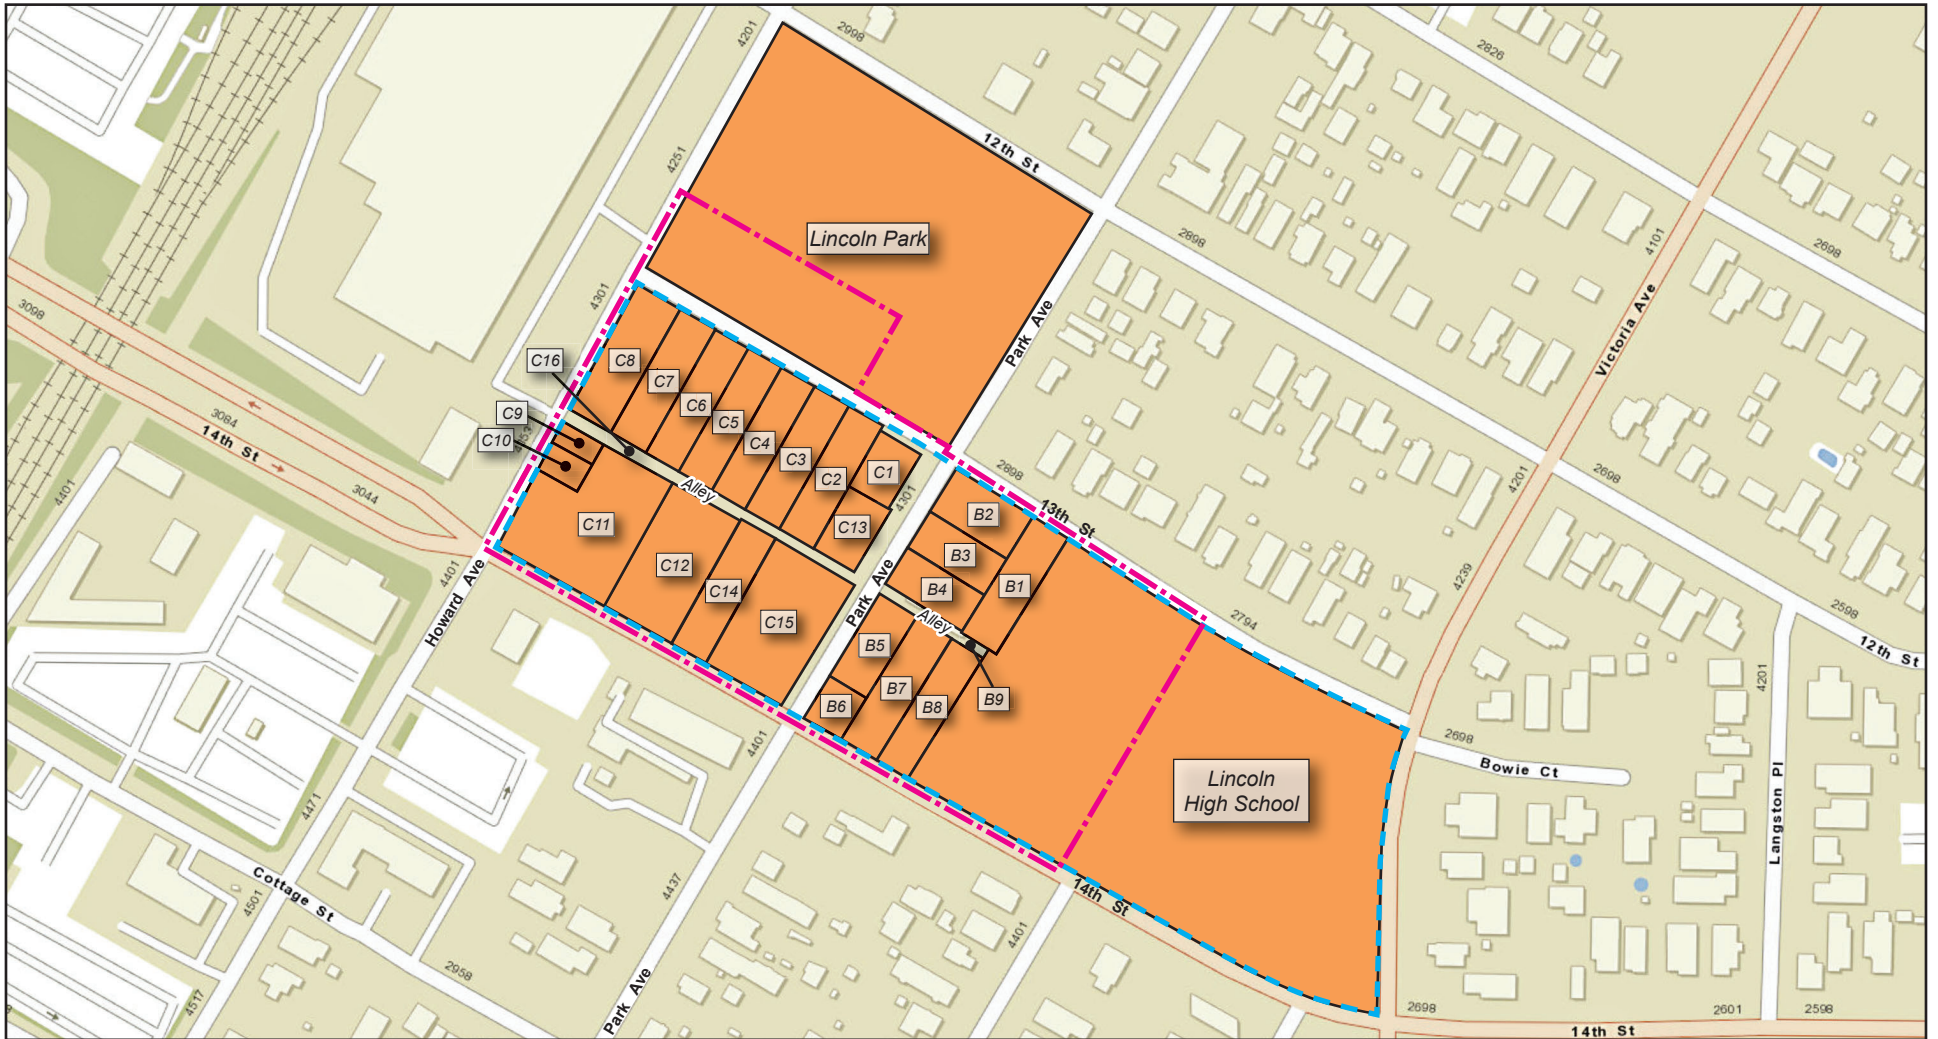 4201
2998
2826
12th St
4251
Lincoln Park
2898
4101
2698
3098
4301
Park Ave
Victoria Ave
C16
C8
C7
C6
C5
C4
C3
C2
C1
C9
C10
3084
14th St
3044
4401
Alley
C11
C13
4301
2898
13th St
4201
2698
B2
B3
B4
B1
C12
C14
C15
Park Ave
Alley
4401
Howard Ave
4239
2794
2598
12th St
B5
B7
B6
B8
B9
4201
4401
2698
Bowie Ct
Lincoln
High School
Langston Pl
4471
Cottage St
4501
4437
14th St
4401
2958
4517
Park Ave
2698
2601
2598
14th St